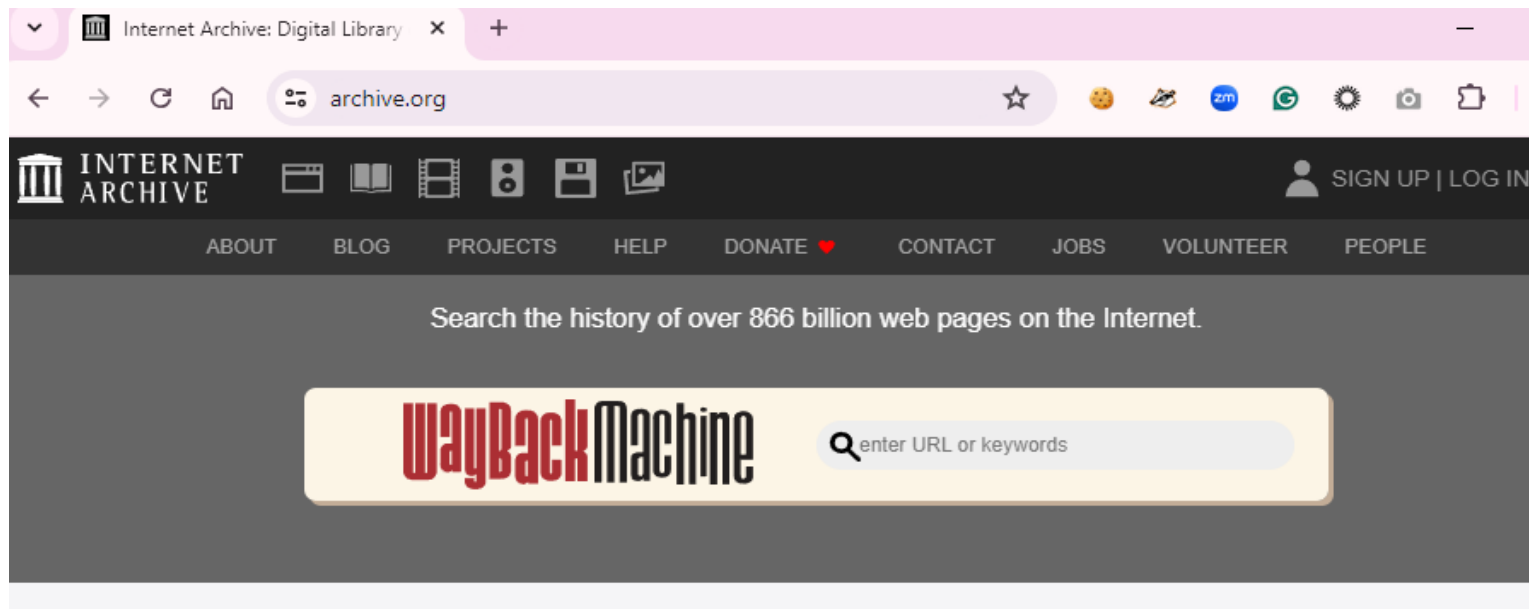 Internet Archive: Digital Library
archive.org
zm
INTERNET
ARCHIVE
SIGN UP | LOG IN
ABOUT BLOG PROJECTS HELP DONATE CONTACT JOBS VOLUNTEER PEOPLE
Search the history of over 866 billion web pages on the Internet.
WayBackMachine
enter URL or keywords